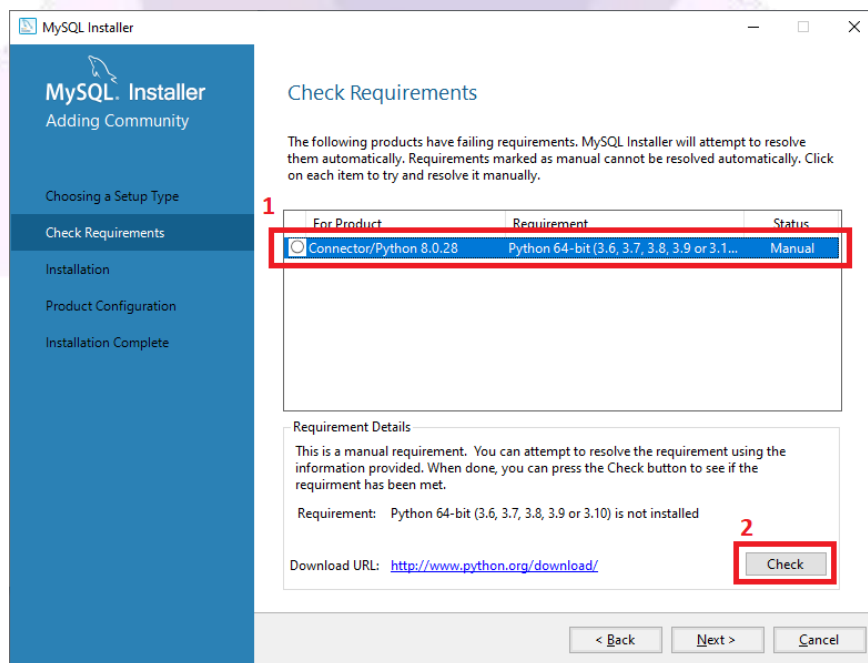 MySQL Installer
MySQL. Installer
Adding Community
Choosing a Setup Type
Check Requirements
Installation
Product Configuration
Installation Complete
Check Requirements
The following products have failing requirements. MySQL Installer will attempt to resolve
them automatically. Requirements marked as manual cannot be resolved automatically. Click
on each item to try and resolve it manually.
1
For Product Requirement Status
Connector/Python 8.0.28 Python 64-bit (3.6, 3.7, 3.8, 3.9 or 3.1... Manual
Requirement Details
This is a manual requirement. You can attempt to resolve the requirement using the
information provided. When done, you can press the Check button to see if the
requirment has been met.
Requirement: Python 64-bit (3.6, 3.7, 3.8, 3.9 or 3.10) is not installed
2
Download URL: http://www.python.org/download/ Check
< Back Next > Cancel